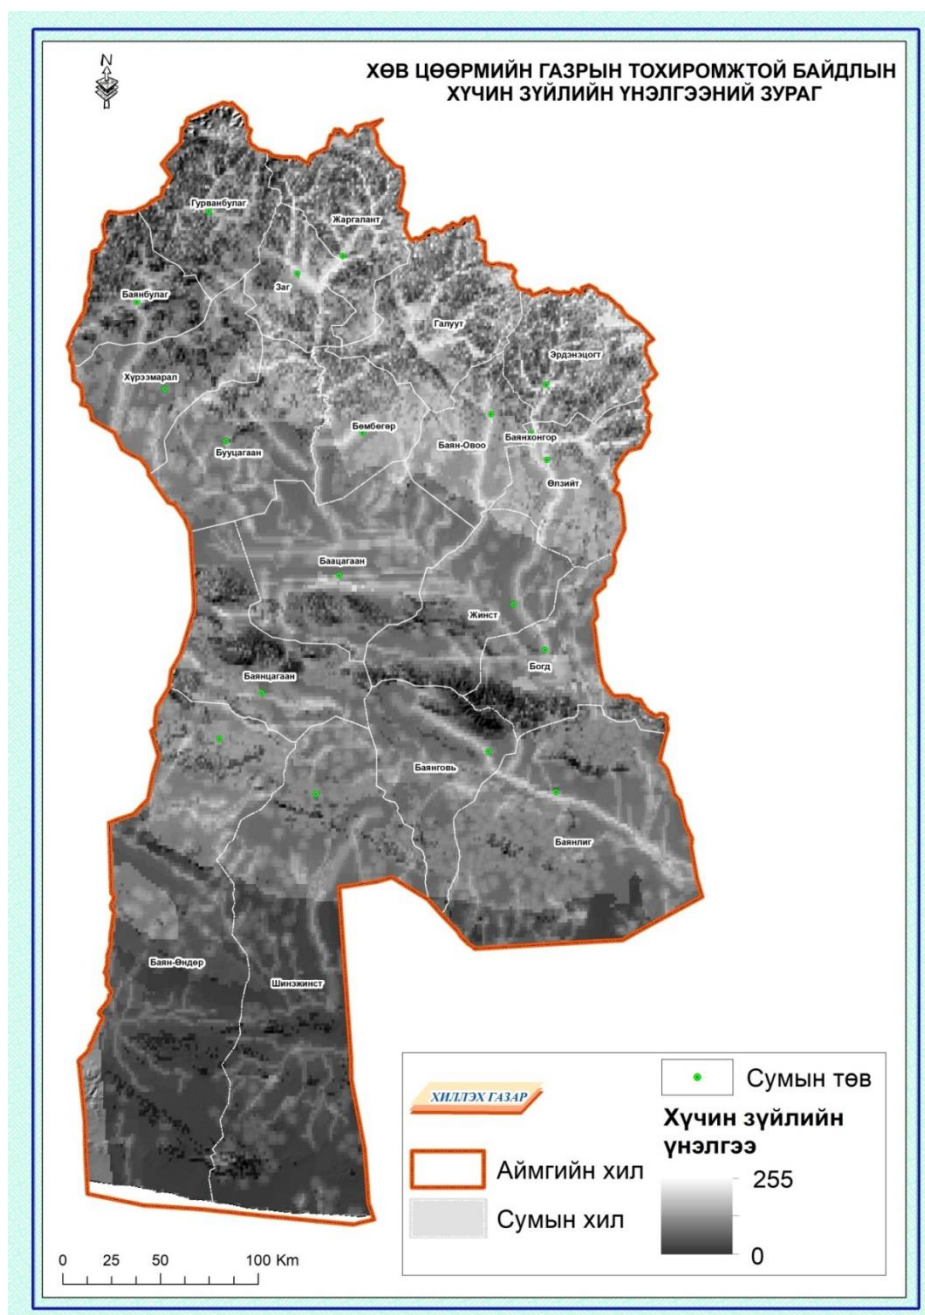 N
ХӨВ ЦӨӨРМИЙН ГАЗРЫН ТОХИРОМЖТОЙ БАЙДЛЫН
ХҮЧИН ЗҮЙЛИЙН ҮНЭЛГЭЭНИЙ ЗУРАГ
Гурванбулаг
Жаргалант
Заг
Баянбулаг
Галуут
Эрдэнэцогт
Хүрээмарал
Бөмбөгөр
Бууцагаан
Баян-Овоо
Баянхонгор
Өлзийт
Баацагаан
Жинст
Богд
Баянцагаан
Баянговь
Баянлиг
Баян-Өндөр
Шинэжинст
ХИЛЛЭХ ГАЗАР
Аймгийн хил
Сумын хил
Сумын төв
Хүчин зүйлийн
үнэлгээ
255
0
0 25 50 100 Km